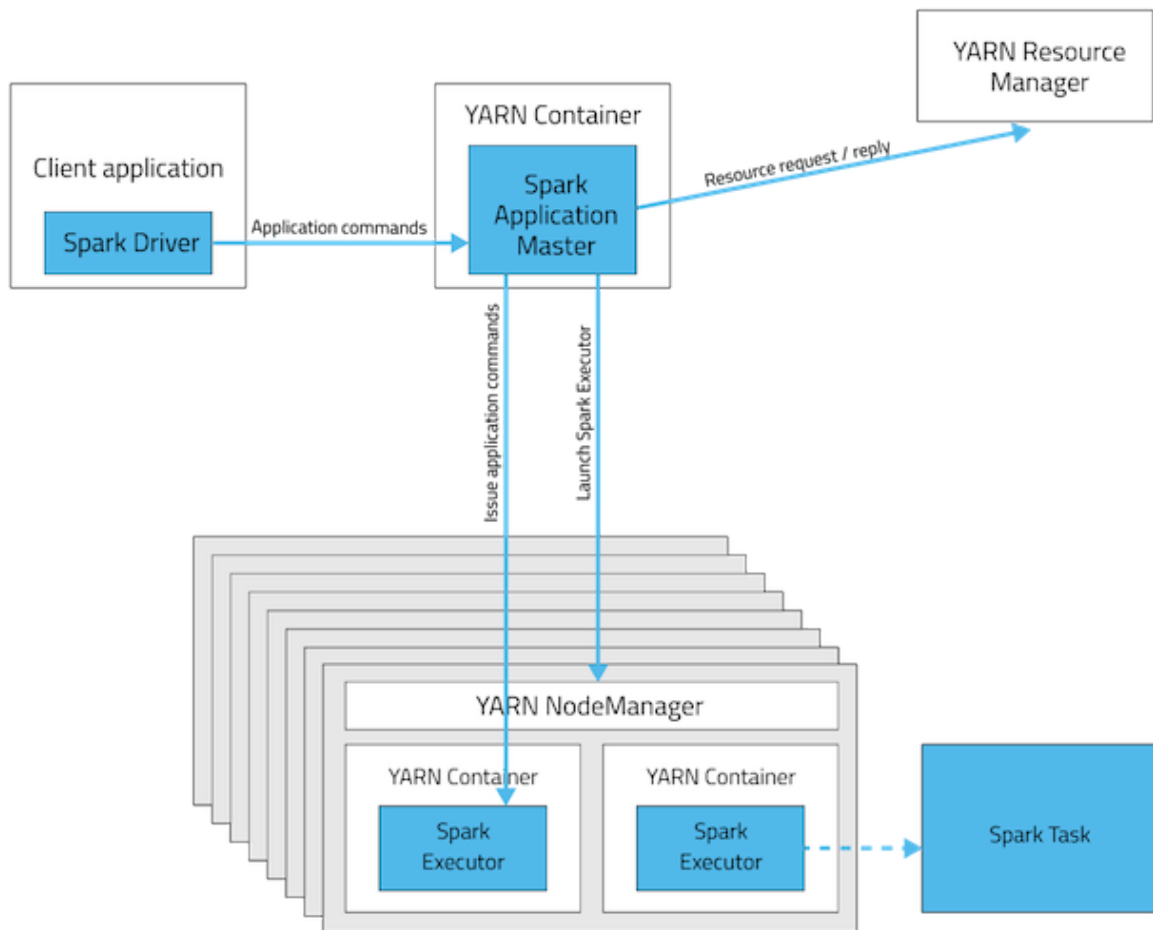 YARN Resource
Manager
YARN Container
Client application
Spark
Application
Master
Spark Driver
Application commands
Resource request / reply
Issue application commands
Launch Spark Executor
YARN NodeManager
YARN Container
Spark
Executor
YARN Container
Spark
Executor
Spark Task